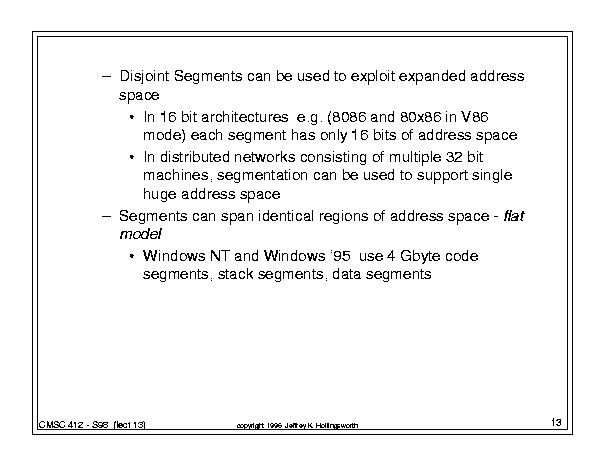 – Disjoint Segments can be used to exploit expanded address
space
• In 16 bit architectures e.g. (8086 and 80x86 in V86
mode) each segment has only 16 bits of address space
• In distributed networks consisting of multiple 32 bit
machines, segmentation can be used to support single
huge address space
– Segments can span identical regions of address space - flat
model
• Windows NT and Windows '95 use 4 Gbyte code
segments, stack segments, data segments
CMSC 412 - S98 (lect 13)
copyright 1996 Jeffrey K. Hollingsworth
13